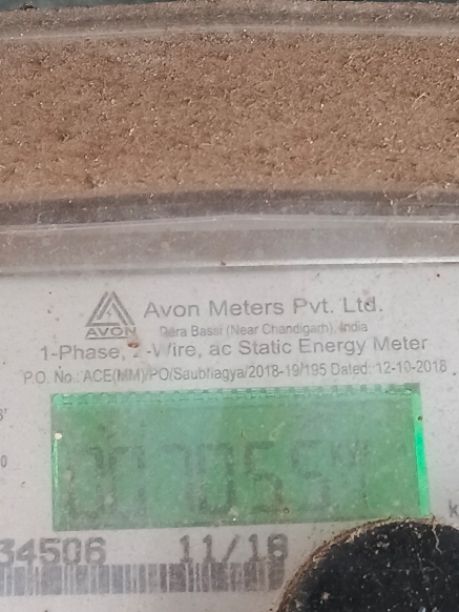 Avon Meters Pvt. Ltd.
AVON
Dera Bassi (Near Chandigarh), India
1-Phase, 2-Wire, ac Static Energy Meter
P.O. No.:ACE(MM)/PO/Saubhagya/2018-19/195 Dated: 12-10-2018
34506 11/18